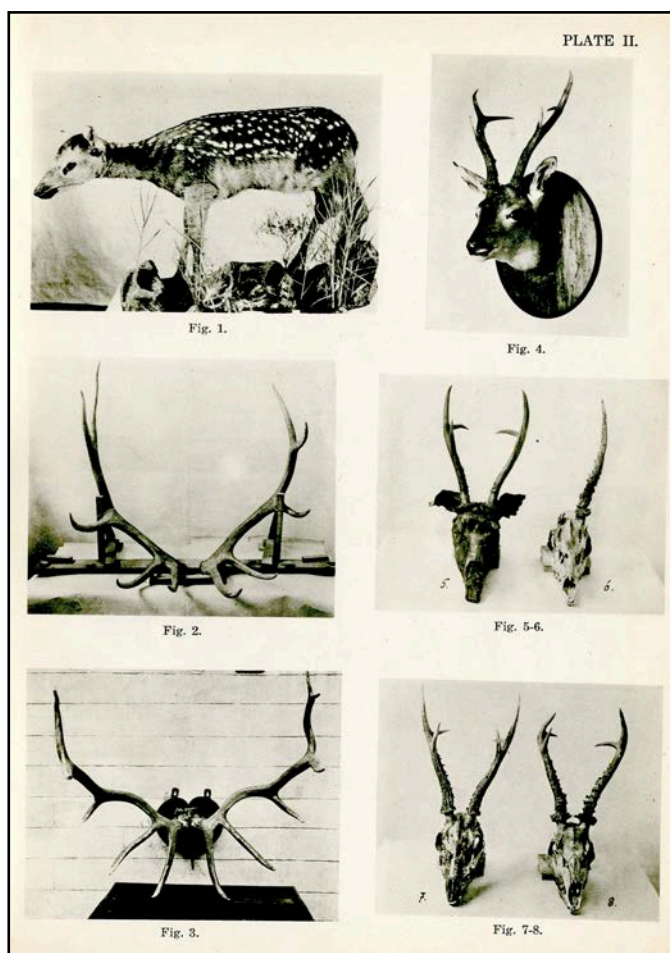 PLATE II.
Fig. 1.
Fig. 4.
Fig. 2.
5.
6.
Fig. 5-6.
Fig. 3.
7.
8.
Fig. 7-8.